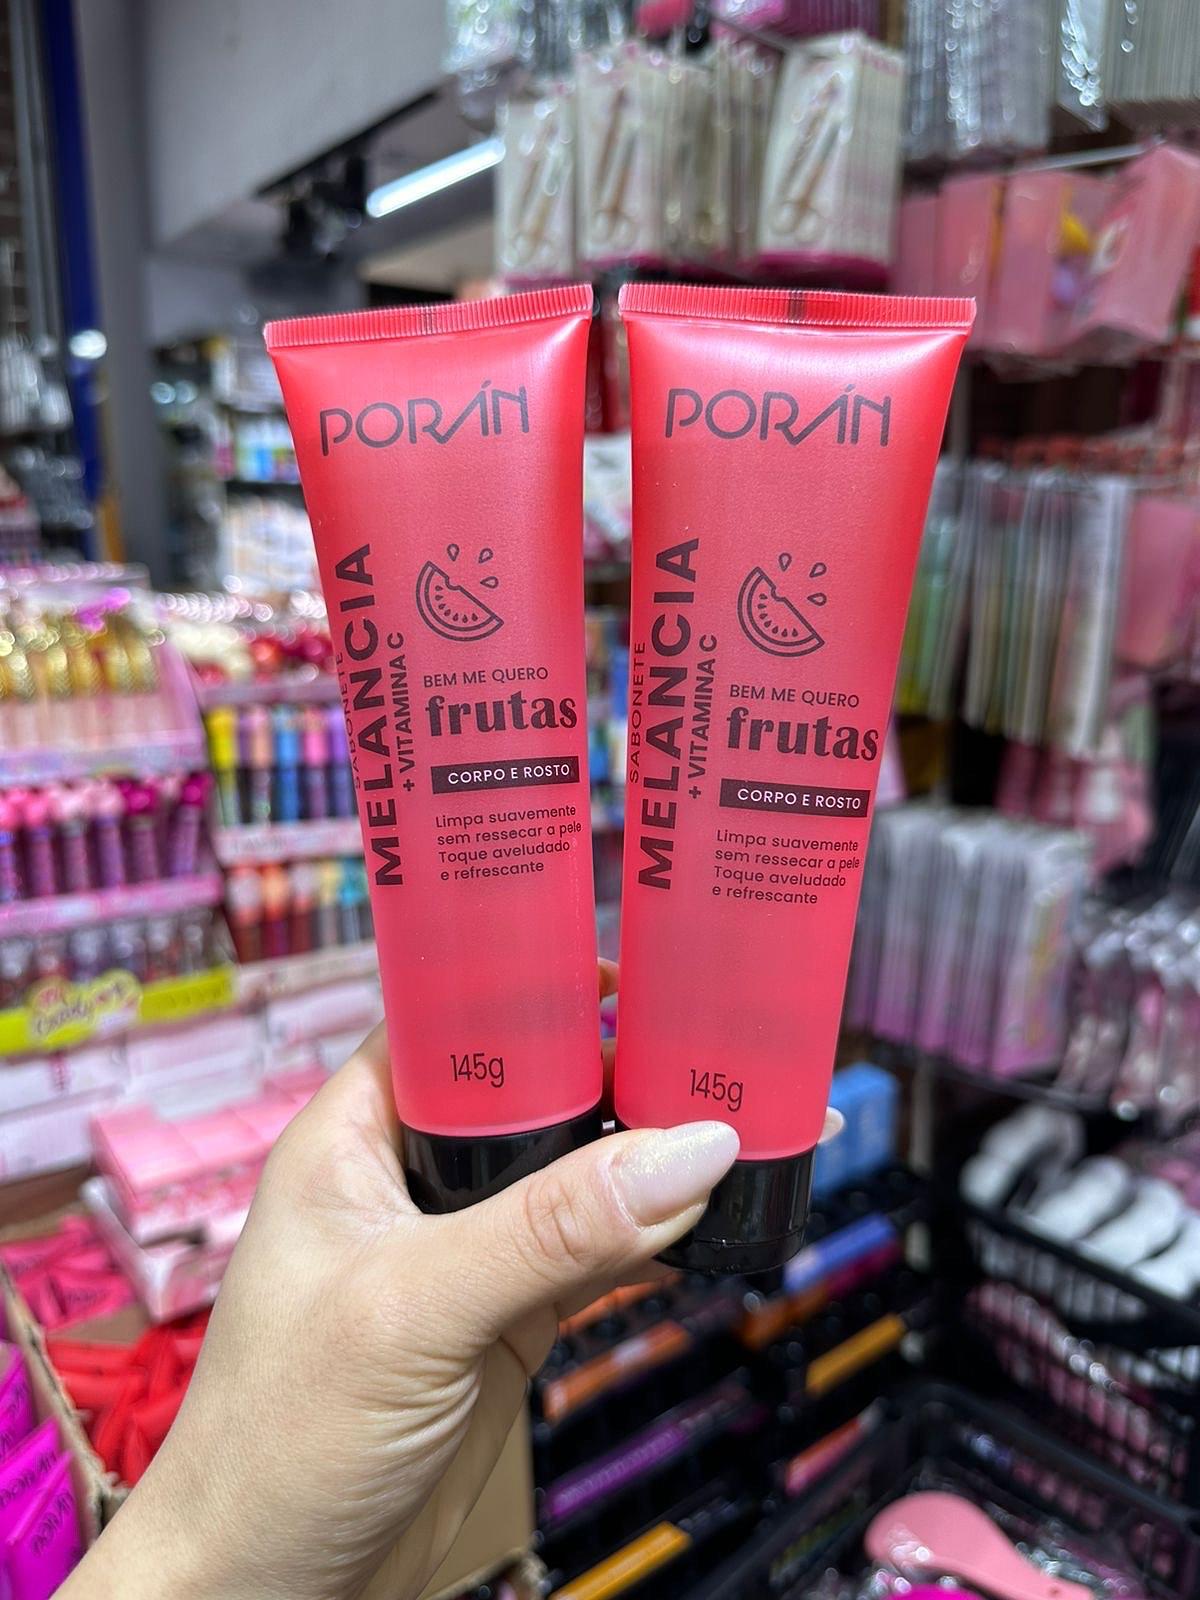 PORÁN
SABONETE
MELANCIA
+ VITAMINA C
BEM ME QUERO
frutas
CORPO E ROSTO
Limpa suavemente
sem ressecar a pele
Toque aveludado
e refrescante
145g
PORÁN
SABONETE
MELANCIA
+ VITAMINA C
BEM ME QUERO
frutas
CORPO E ROSTO
Limpa suavemente
sem ressecar a pele
Toque aveludado
e refrescante
145g